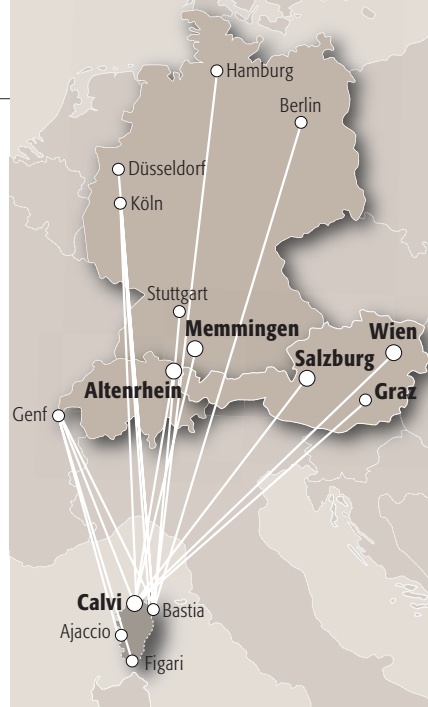 Hamburg
Berlin
Düsseldorf
Köln
Stuttgart
Memmingen
Wien
Salzburg
Altenrhein
Graz
Genf
Calvi
Bastia
Ajaccio
Figari